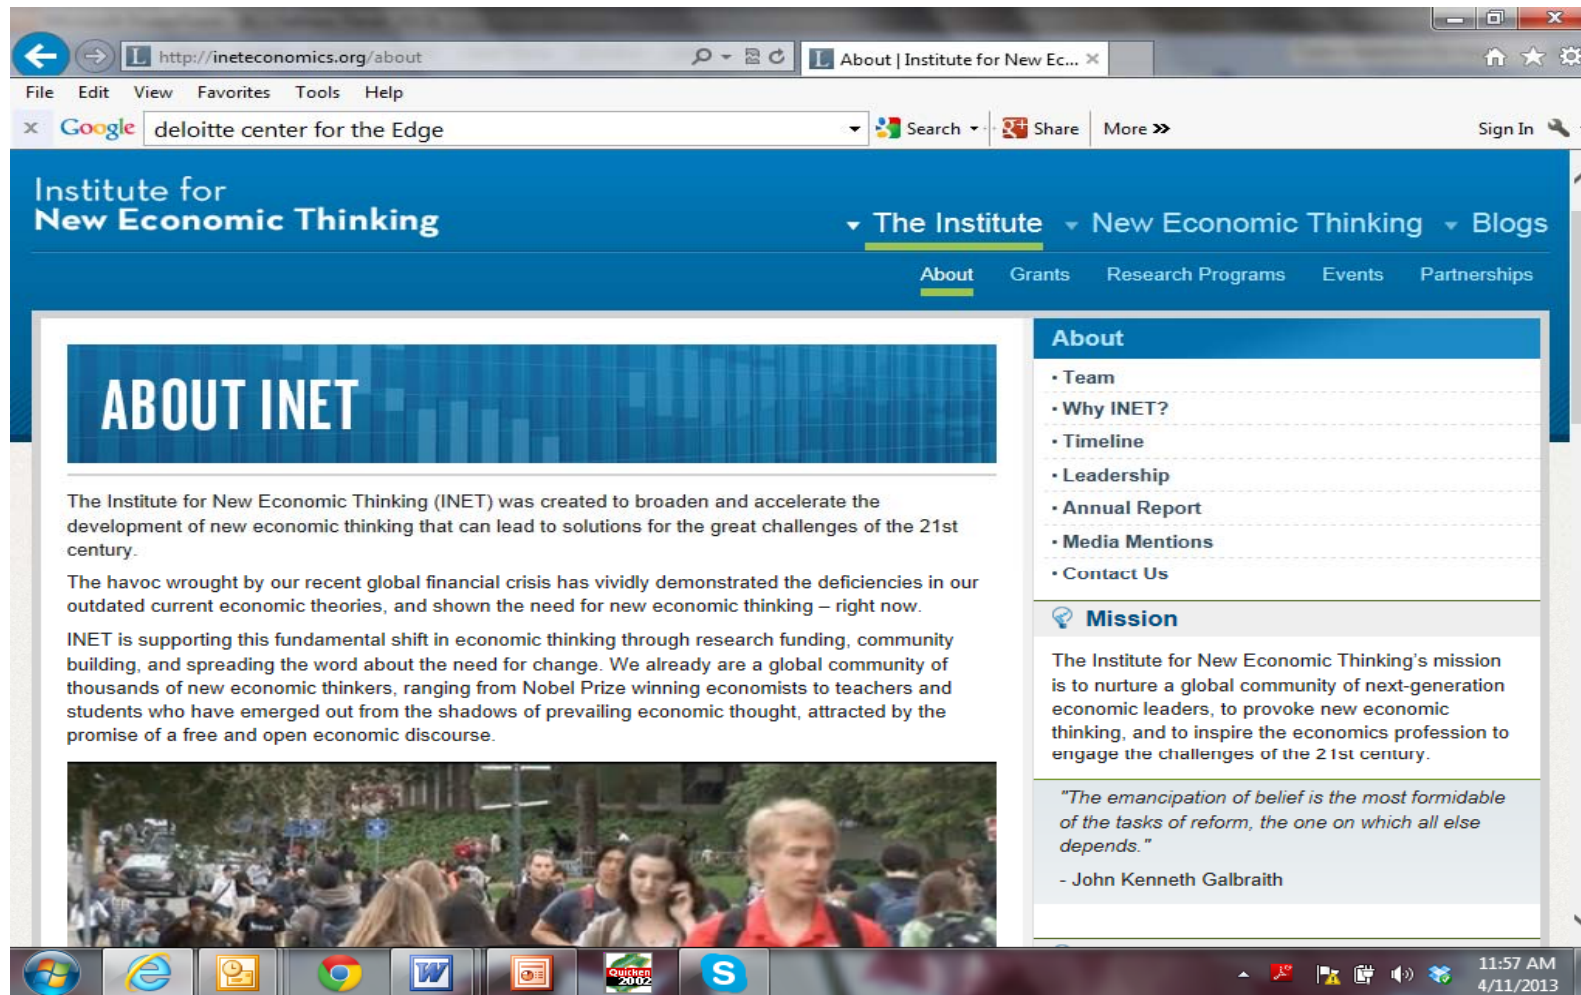 http://ineteconomics.org/about
About | Institute for New Ec...
File Edit View Favorites Tools Help
Google deloitte center for the Edge Search Share More >> Sign In
Institute for
New Economic Thinking
The Institute New Economic Thinking Blogs
About Grants Research Programs Events Partnerships
ABOUT INET
The Institute for New Economic Thinking (INET) was created to broaden and accelerate the
development of new economic thinking that can lead to solutions for the great challenges of the 21st
century.
The havoc wrought by our recent global financial crisis has vividly demonstrated the deficiencies in our
outdated current economic theories, and shown the need for new economic thinking – right now.
INET is supporting this fundamental shift in economic thinking through research funding, community
building, and spreading the word about the need for change. We already are a global community of
thousands of new economic thinkers, ranging from Nobel Prize winning economists to teachers and
students who have emerged out from the shadows of prevailing economic thought, attracted by the
promise of a free and open economic discourse.
About
• Team
• Why INET?
• Timeline
• Leadership
• Annual Report
• Media Mentions
• Contact Us
Mission
The Institute for New Economic Thinking's mission
is to nurture a global community of next-generation
economic leaders, to provoke new economic
thinking, and to inspire the economics profession to
engage the challenges of the 21st century.
"The emancipation of belief is the most formidable
of the tasks of reform, the one on which all else
depends."
- John Kenneth Galbraith
Quicken
2002
11:57 AM
4/11/2013